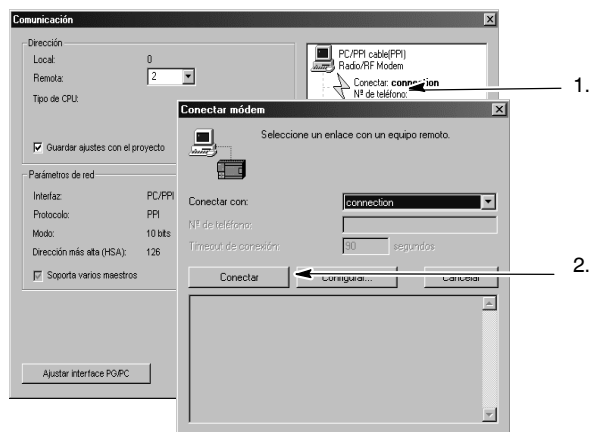 Comunicación
Dirección
Local: 0
Remota: 2
Tipo de CPU:
Guardar ajustes con el proyecto
Parámetros de red
Interfaz: PC/PPI
Protocolo: PPI
Modo: 10 bits
Dirección más alta (HSA): 126
Soporta varios maestros
Ajustar interface PG/PC
PC/PPI cable(PPI)
Radio/RF Modem
Conectar: connection
Nº de teléfono:
1.
Conectar módem
Seleccione un enlace con un equipo remoto.
Conectar con: connection
Nº de teléfono:
Timeout de conexión: 90 segundos
Conectar
Configurar...
Cancelar
2.